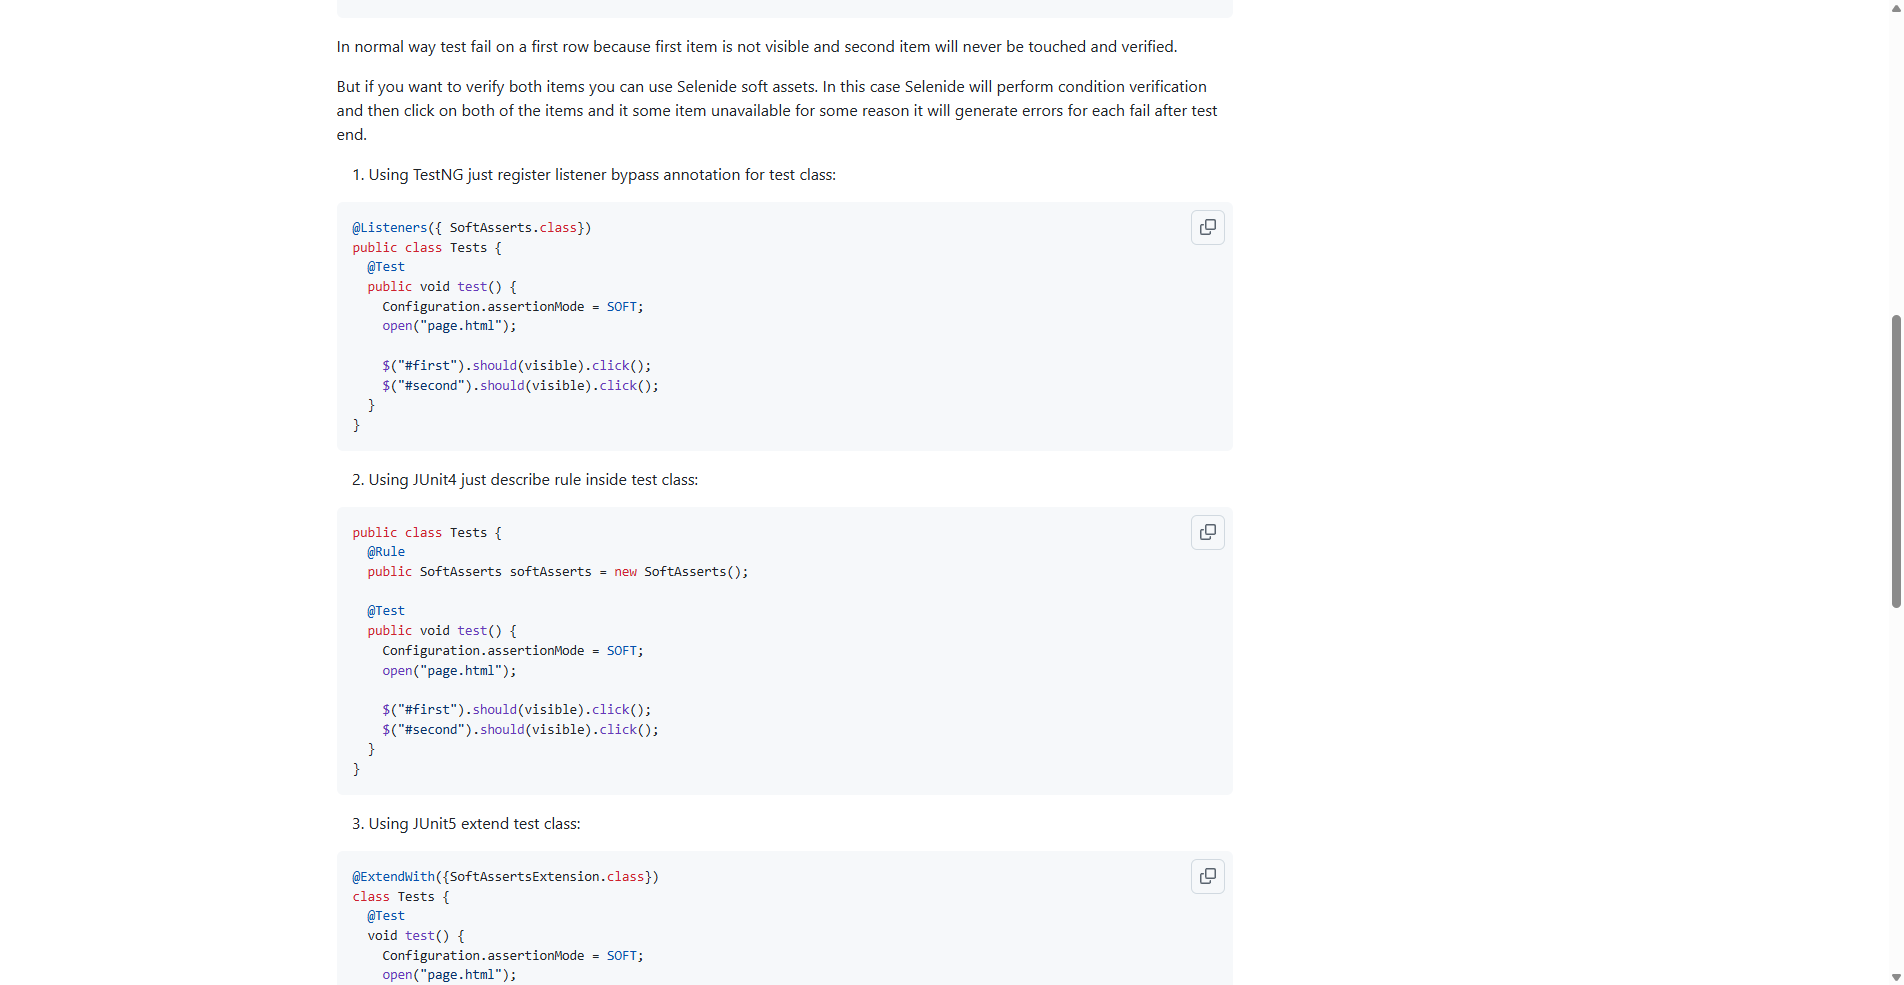 In normal way test fail on a first row because first item is not visible and second item will never be touched and verified.
But if you want to verify both items you can use Selenide soft assets. In this case Selenide will perform condition verification
and then click on both of the items and it some item unavailable for some reason it will generate errors for each fail after test
end.
1. Using TestNG just register listener bypass annotation for test class:
@Listeners({ SoftAsserts.class})
public class Tests {
  @Test
  public void test() {
    Configuration.assertionMode = SOFT;
    open("page.html");

    $("#first").should(visible).click();
    $("#second").should(visible).click();
  }
}
2. Using JUnit4 just describe rule inside test class:
public class Tests {
  @Rule
  public SoftAsserts softAsserts = new SoftAsserts();

  @Test
  public void test() {
    Configuration.assertionMode = SOFT;
    open("page.html");

    $("#first").should(visible).click();
    $("#second").should(visible).click();
  }
}
3. Using JUnit5 extend test class:
@ExtendWith({SoftAssertsExtension.class})
class Tests {
  @Test
  void test() {
    Configuration.assertionMode = SOFT;
    open("page.html");